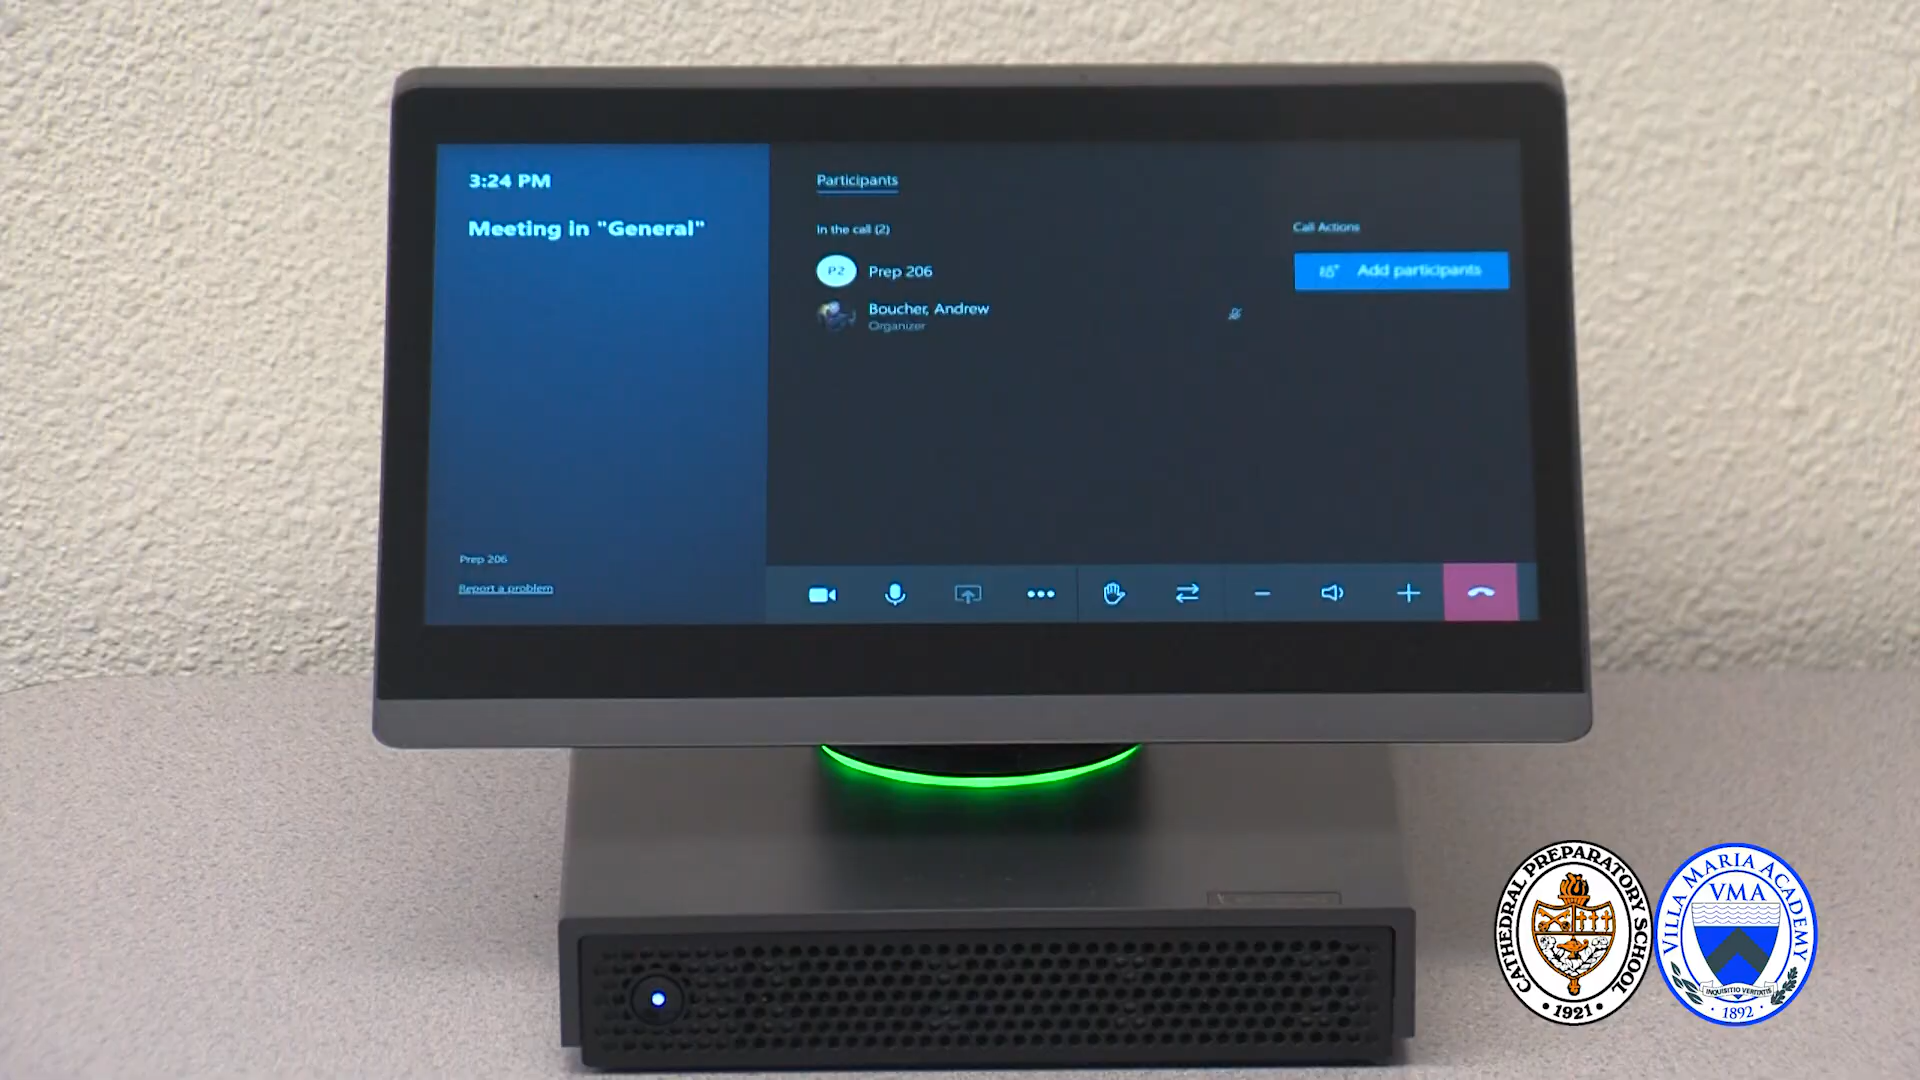 3:24 PM
Meeting in "General"
Participants
In the call (2)
P2
Prep 206
Boucher, Andrew
Organizer
Call Actions
Add participants
Prep 206
Report a problem
CATHEDRAL PREPARATORY SCHOOL
• 1921 •
VILLA MARIA ACADEMY
VMA
INQUISITIO VERITATIS
· 1892 ·